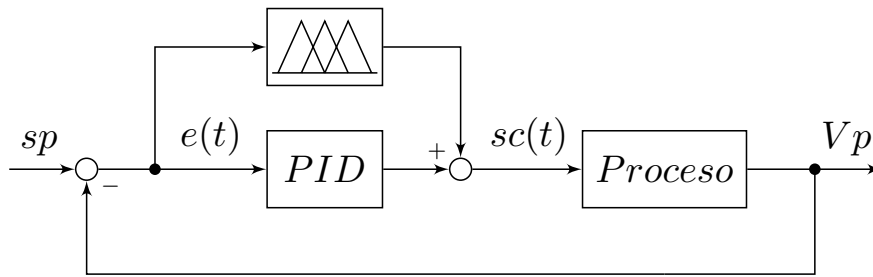 sp
e(t)
sc(t)
Vp
−
PID
+
Proceso